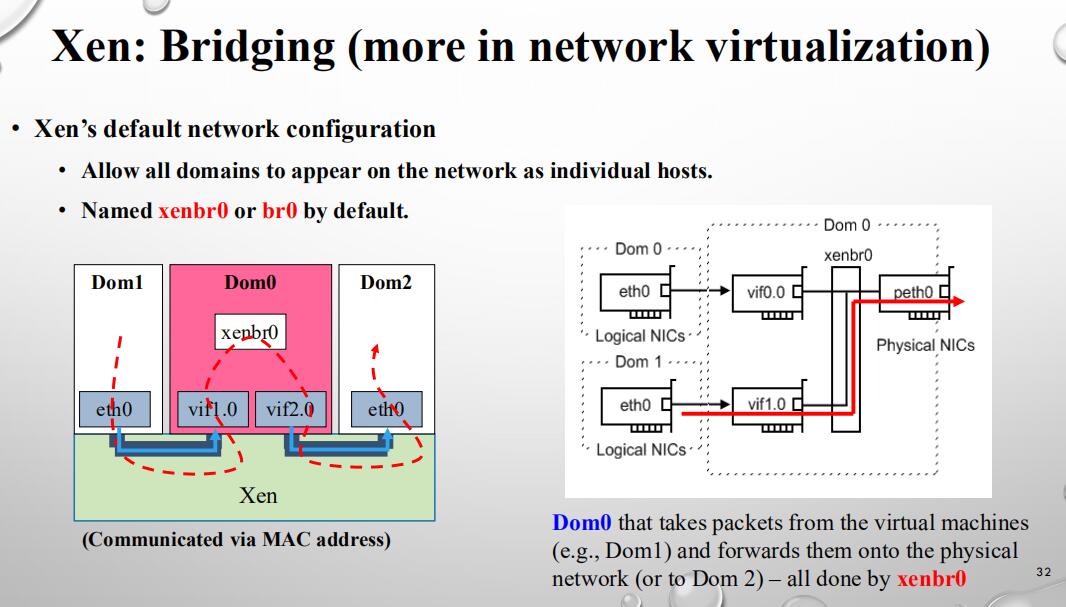 Xen: Bridging (more in network virtualization)
• Xen’s default network configuration
• Allow all domains to appear on the network as individual hosts.
• Named xenbr0 or br0 by default.
Dom1
Dom0
Dom2
xenbr0
eth0
vif1.0
vif2.0
eth0
Xen
(Communicated via MAC address)
Dom 0
Dom 0
xenbr0
eth0
vif0.0
peth0
Logical NICs
Physical NICs
Dom 1
eth0
vif1.0
Logical NICs
Dom0 that takes packets from the virtual machines
(e.g., Dom1) and forwards them onto the physical
network (or to Dom 2) – all done by xenbr0
32